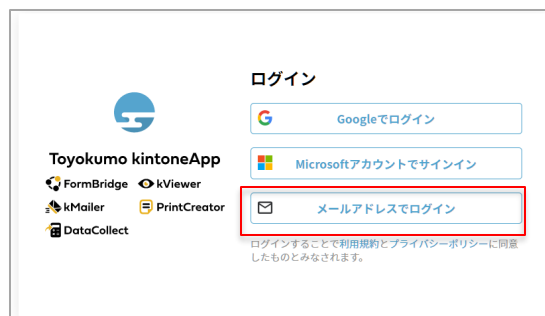 ログイン
Googleでログイン
Microsoftアカウントでサインイン
メールアドレスでログイン
ログインすることで利用規約とプライバシーポリシーに同意
したものとみなされます。
Toyokumo kintoneApp
FormBridge kViewer
kMailer PrintCreator
DataCollect